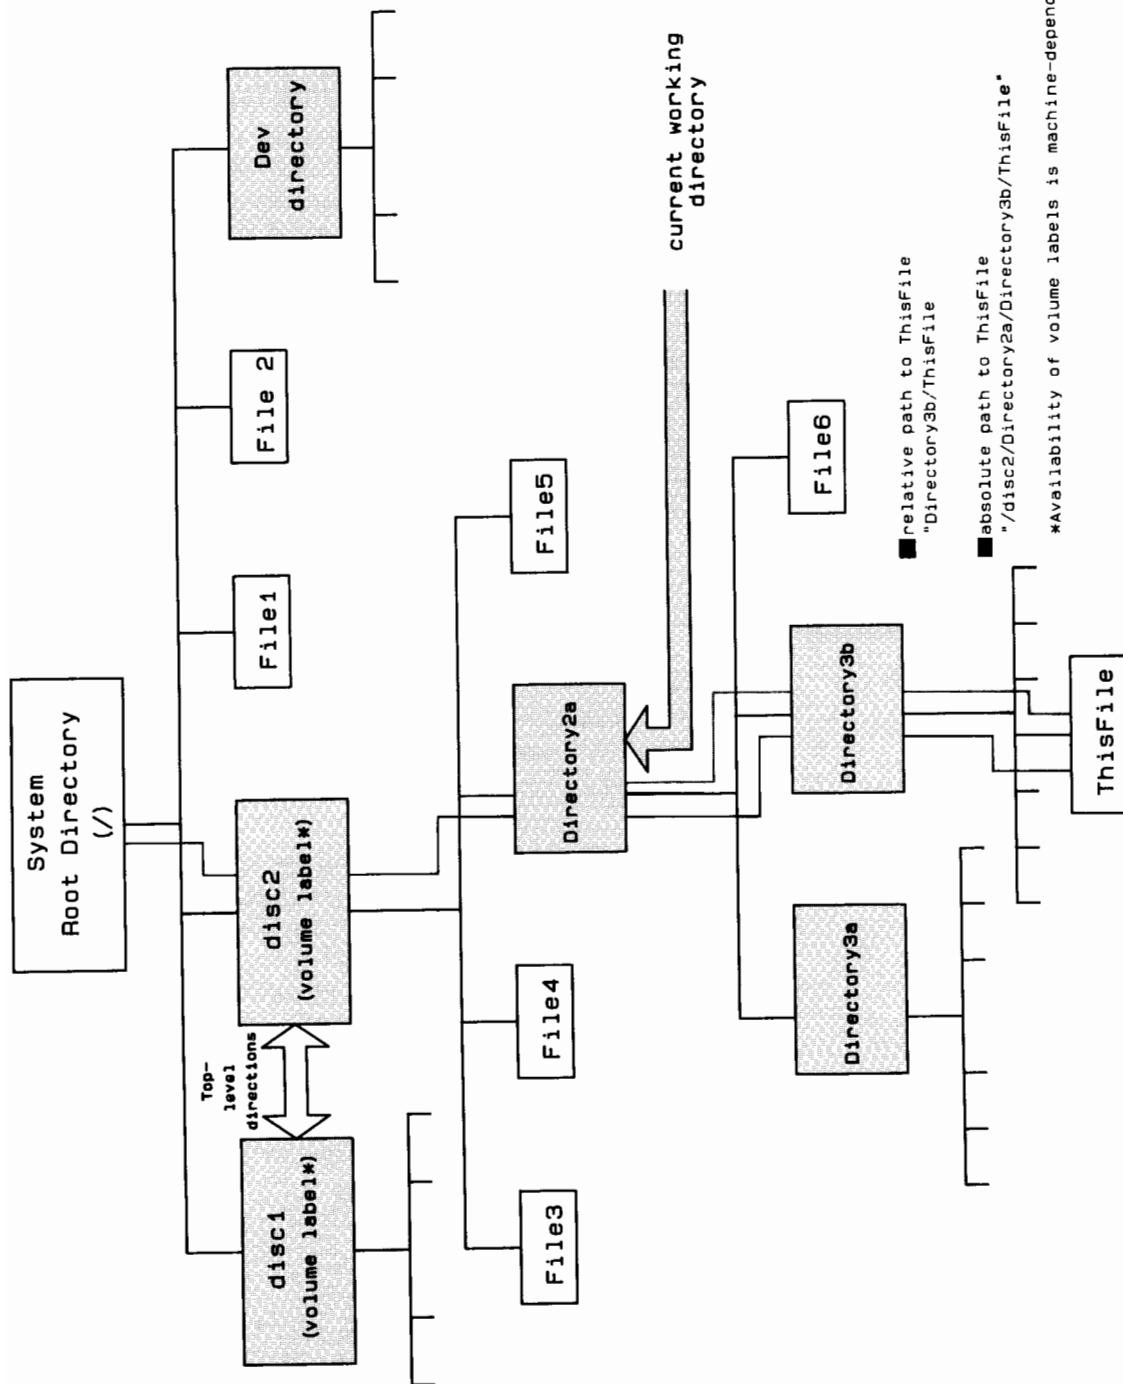 System
Root Directory
(/)
Top-
level
directions
disc1
(volume label*)
disc2
(volume label*)
File1
File 2
Dev
directory
File3
File4
Directory2a
File5
current working
directory
Directory3a
Directory3b
File6
ThisFile
■relative path to ThisFile
"Directory3b/ThisFile
■absolute path to ThisFile
"/disc2/Directory2a/Directory3b/ThisFile"
*Availability of volume labels is machine-depend